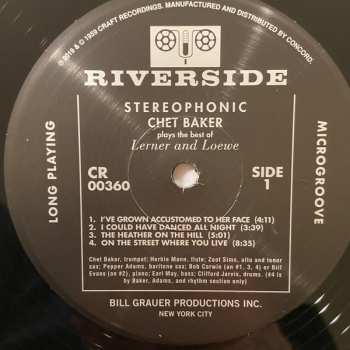 ℗ 2019 & © 1959 CRAFT RECORDINGS. MANUFACTURED AND DISTRIBUTED BY CONCORD.
RIVERSIDE
STEREOPHONIC
CHET BAKER
plays the best of
Lerner and Loewe
LONG PLAYING
MICROGROOVE
CR
00360
SIDE
1
1. I'VE GROWN ACCUSTOMED TO HER FACE (4:11)
2. I COULD HAVE DANCED ALL NIGHT (3:39)
3. THE HEATHER ON THE HILL (5:01)
4. ON THE STREET WHERE YOU LIVE (8:35)
Chet Baker, trumpet; Herbie Mann, flute; Zoot Sims, alto and tenor
sax; Pepper Adams, baritone sax; Bob Corwin (on #1, 3, 4) or Bill
Evans (on #2), piano; Earl May, bass; Clifford Jarvis, drums. (#4 is
by Baker, Adams, and rhythm section only)
BILL GRAUER PRODUCTIONS INC.
NEW YORK CITY